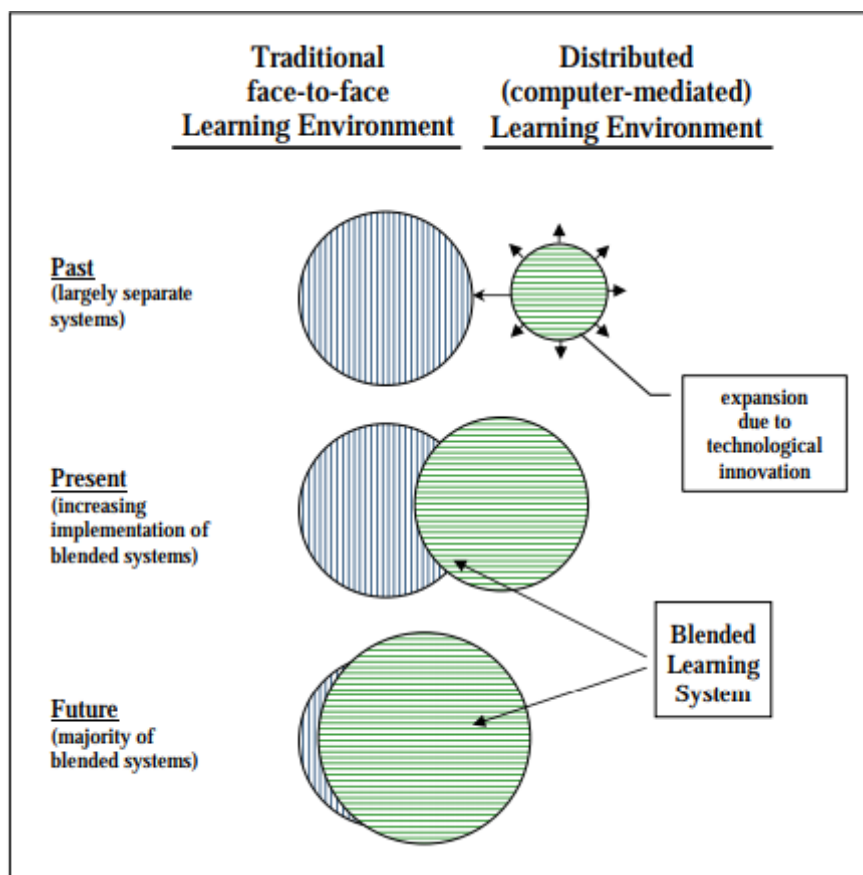 Traditional
face-to-face
Learning Environment
Distributed
(computer-mediated)
Learning Environment
Past
(largely separate
systems)
expansion
due to
technological
innovation
Present
(increasing
implementation of
blended systems)
Blended
Learning
System
Future
(majority of
blended systems)